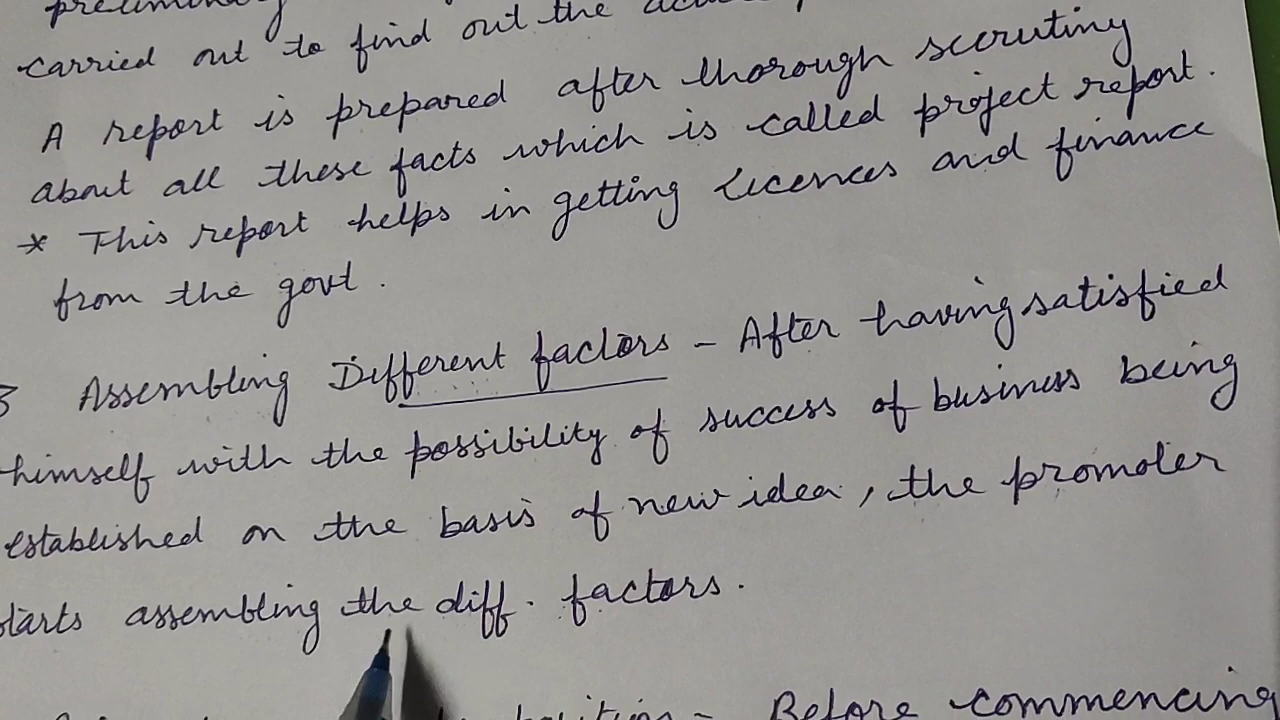 carried out to find out the
A report is prepared after thorough scrutiny
about all these facts which is called project report.
* This report helps in getting Licences and finance
from the govt.
3 Assembling Different factors - After having satisfied
himself with the possibility of success of business being
established on the basis of new idea, the promoter
starts assembling the diff. factors.
- Before commencing